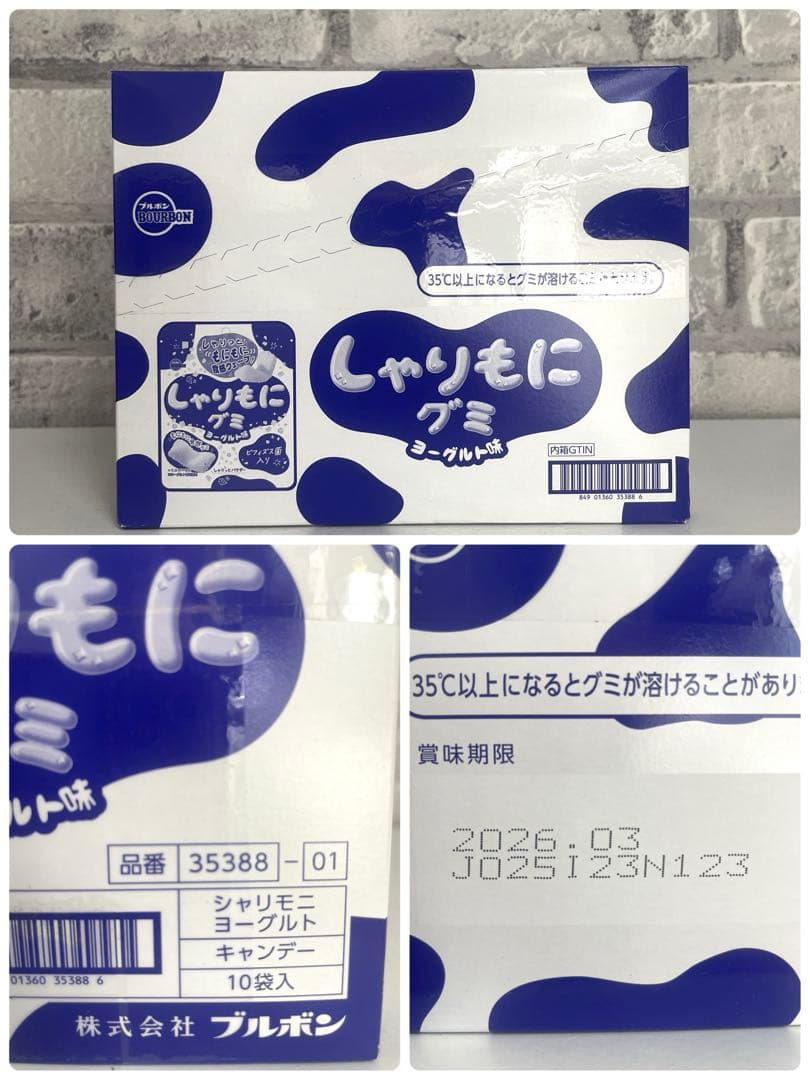 ブルボン
BOURBON
35℃以上になるとグミが溶けることがあります。
しゃりっと
もにもに
食感ウェーブ!
しゃりもに
グミ
ヨーグルト味
ビフィズス菌
入り
しゃりもに
グミ
ヨーグルト味
内箱GTIN
849 01360 35388 6
もに
ミ
ルト味
品番 35388-01
シャリモニ
ヨーグルト
キャンデー
10袋入
01360 35388 6
株式会社 ブルボン
35℃以上になるとグミが溶けることがあり
賞味期限
2026.03
J025I23N123